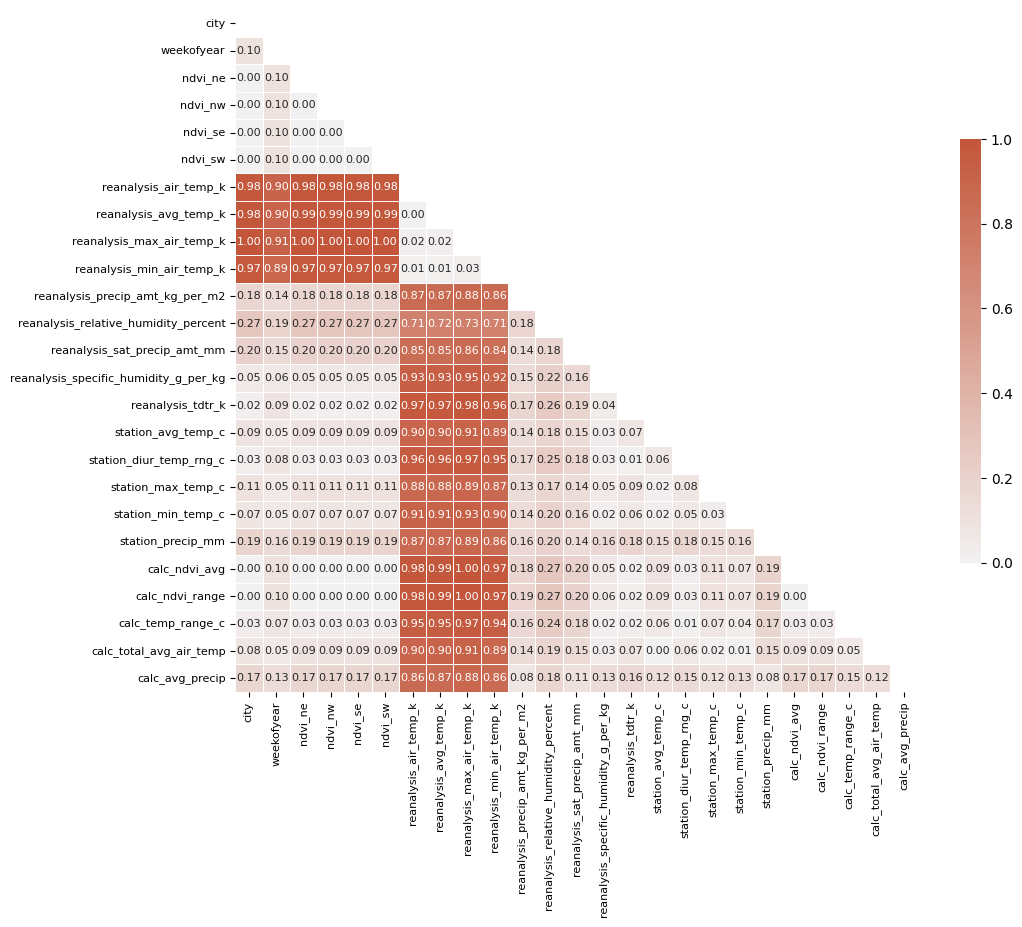 city
weekofyear 0.10
ndvi_ne 0.00 0.10
ndvi_nw 0.00 0.10 0.00
ndvi_se 0.00 0.10 0.00 0.00
ndvi_sw 0.00 0.10 0.00 0.00 0.00
reanalysis_air_temp_k 0.98 0.90 0.98 0.98 0.98 0.98
reanalysis_avg_temp_k 0.98 0.90 0.99 0.99 0.99 0.99 0.00
reanalysis_max_air_temp_k 1.00 0.91 1.00 1.00 1.00 1.00 0.02 0.02
reanalysis_min_air_temp_k 0.97 0.89 0.97 0.97 0.97 0.97 0.01 0.01 0.03
reanalysis_precip_amt_kg_per_m2 0.18 0.14 0.18 0.18 0.18 0.18 0.87 0.87 0.88 0.86
reanalysis_relative_humidity_percent 0.27 0.19 0.27 0.27 0.27 0.27 0.71 0.72 0.73 0.71 0.18
reanalysis_sat_precip_amt_mm 0.20 0.15 0.20 0.20 0.20 0.20 0.85 0.85 0.86 0.84 0.14 0.18
reanalysis_specific_humidity_g_per_kg 0.05 0.06 0.05 0.05 0.05 0.05 0.93 0.93 0.95 0.92 0.15 0.22 0.16
reanalysis_tdtr_k 0.02 0.09 0.02 0.02 0.02 0.02 0.97 0.97 0.98 0.96 0.17 0.26 0.19 0.04
station_avg_temp_c 0.09 0.05 0.09 0.09 0.09 0.09 0.90 0.90 0.91 0.89 0.14 0.18 0.15 0.03 0.07
station_diur_temp_rng_c 0.03 0.08 0.03 0.03 0.03 0.03 0.96 0.96 0.97 0.95 0.17 0.25 0.18 0.03 0.01 0.06
station_max_temp_c 0.11 0.05 0.11 0.11 0.11 0.11 0.88 0.88 0.89 0.87 0.13 0.17 0.14 0.05 0.09 0.02 0.08
station_min_temp_c 0.07 0.05 0.07 0.07 0.07 0.07 0.91 0.91 0.93 0.90 0.14 0.20 0.16 0.02 0.06 0.02 0.05 0.03
station_precip_mm 0.19 0.16 0.19 0.19 0.19 0.19 0.87 0.87 0.89 0.86 0.16 0.20 0.14 0.16 0.18 0.15 0.18 0.15 0.16
calc_ndvi_avg 0.00 0.10 0.00 0.00 0.00 0.00 0.98 0.99 1.00 0.97 0.18 0.27 0.20 0.05 0.02 0.09 0.03 0.11 0.07 0.19
calc_ndvi_range 0.00 0.10 0.00 0.00 0.00 0.00 0.98 0.99 1.00 0.97 0.19 0.27 0.20 0.06 0.02 0.09 0.03 0.11 0.07 0.19 0.00
calc_temp_range_c 0.03 0.07 0.03 0.03 0.03 0.03 0.95 0.95 0.97 0.94 0.16 0.24 0.18 0.02 0.02 0.06 0.01 0.07 0.04 0.17 0.03 0.03
calc_total_avg_air_temp 0.08 0.05 0.09 0.09 0.09 0.09 0.90 0.90 0.91 0.89 0.14 0.19 0.15 0.03 0.07 0.00 0.06 0.02 0.01 0.15 0.09 0.09 0.05
calc_avg_precip 0.17 0.13 0.17 0.17 0.17 0.17 0.86 0.87 0.88 0.86 0.08 0.18 0.11 0.13 0.16 0.12 0.15 0.12 0.13 0.08 0.17 0.17 0.15 0.12
city
weekofyear
ndvi_ne
ndvi_nw
ndvi_se
ndvi_sw
reanalysis_air_temp_k
reanalysis_avg_temp_k
reanalysis_max_air_temp_k
reanalysis_min_air_temp_k
reanalysis_precip_amt_kg_per_m2
reanalysis_relative_humidity_percent
reanalysis_sat_precip_amt_mm
reanalysis_specific_humidity_g_per_kg
reanalysis_tdtr_k
station_avg_temp_c
station_diur_temp_rng_c
station_max_temp_c
station_min_temp_c
station_precip_mm
calc_ndvi_avg
calc_ndvi_range
calc_temp_range_c
calc_total_avg_air_temp
calc_avg_precip
1.0
0.8
0.6
0.4
0.2
0.0